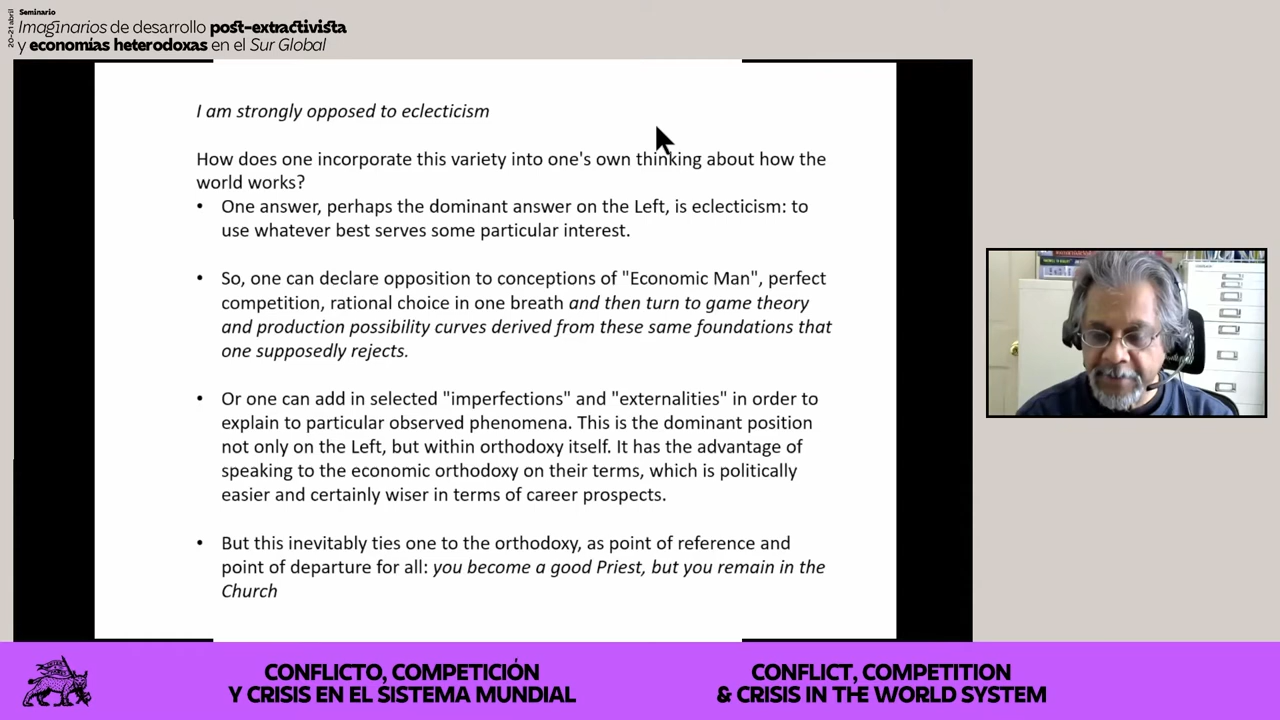 20-21 abril
Seminario
Imaginarios de desarrollo post-extractivista
y economías heterodoxas en el Sur Global
I am strongly opposed to eclecticism
How does one incorporate this variety into one's own thinking about how the
world works?
• One answer, perhaps the dominant answer on the Left, is eclecticism: to
use whatever best serves some particular interest.
• So, one can declare opposition to conceptions of "Economic Man", perfect
competition, rational choice in one breath and then turn to game theory
and production possibility curves derived from these same foundations that
one supposedly rejects.
• Or one can add in selected "imperfections" and "externalities" in order to
explain to particular observed phenomena. This is the dominant position
not only on the Left, but within orthodoxy itself. It has the advantage of
speaking to the economic orthodoxy on their terms, which is politically
easier and certainly wiser in terms of career prospects.
• But this inevitably ties one to the orthodoxy, as point of reference and
point of departure for all: you become a good Priest, but you remain in the
Church
CONFLICTO, COMPETICIÓN
Y CRISIS EN EL SISTEMA MUNDIAL
CONFLICT, COMPETITION
& CRISIS IN THE WORLD SYSTEM